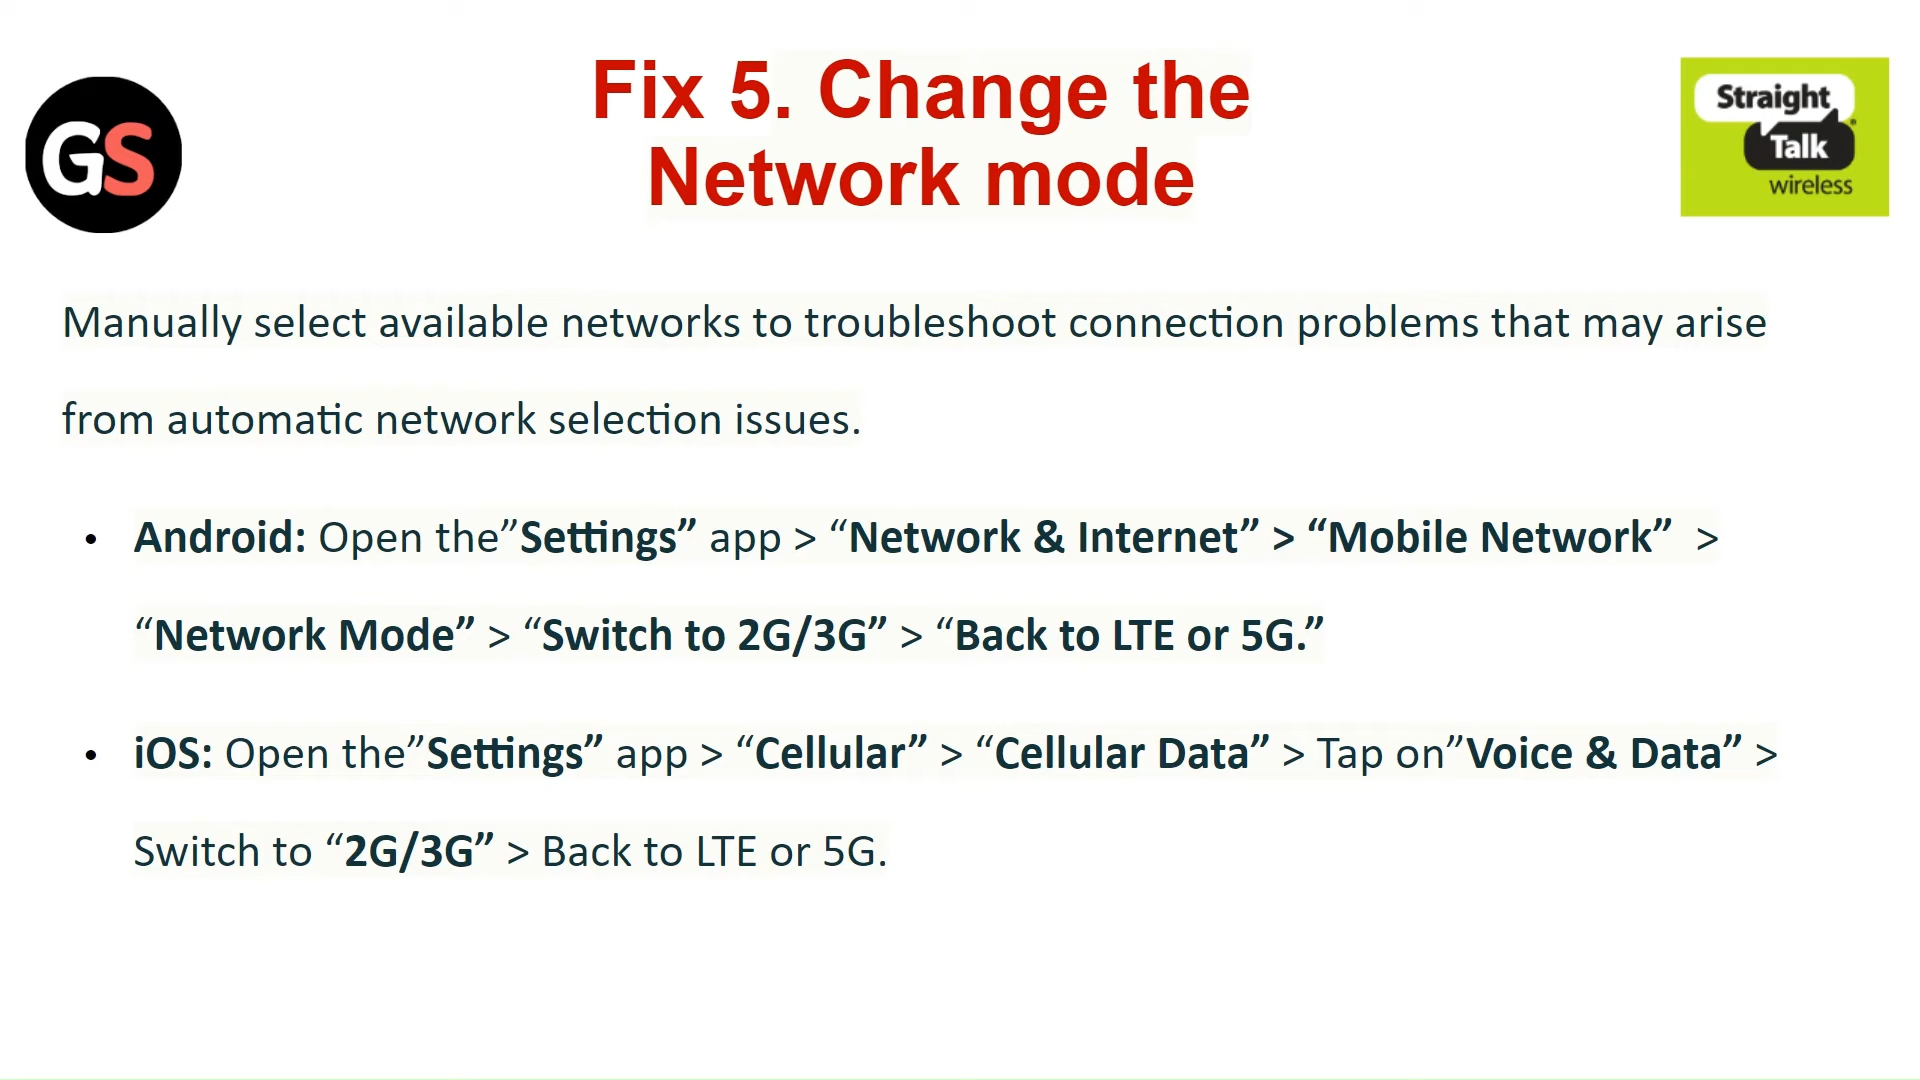 GS
Fix 5. Change the
Network mode
Straight
Talk
wireless
Manually select available networks to troubleshoot connection problems that may arise
from automatic network selection issues.
• Android: Open the”Settings” app > “Network & Internet” > “Mobile Network”  >
“Network Mode” > “Switch to 2G/3G” > “Back to LTE or 5G.”
• iOS: Open the”Settings” app > “Cellular” > “Cellular Data” > Tap on”Voice & Data” >
Switch to “2G/3G” > Back to LTE or 5G.